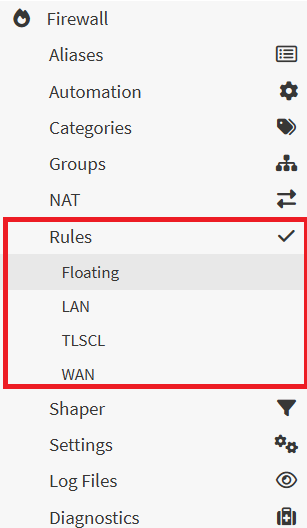 Firewall
Aliases
Automation
Categories
Groups
NAT
Rules
Floating
LAN
TLSCL
WAN
Shaper
Settings
Log Files
Diagnostics